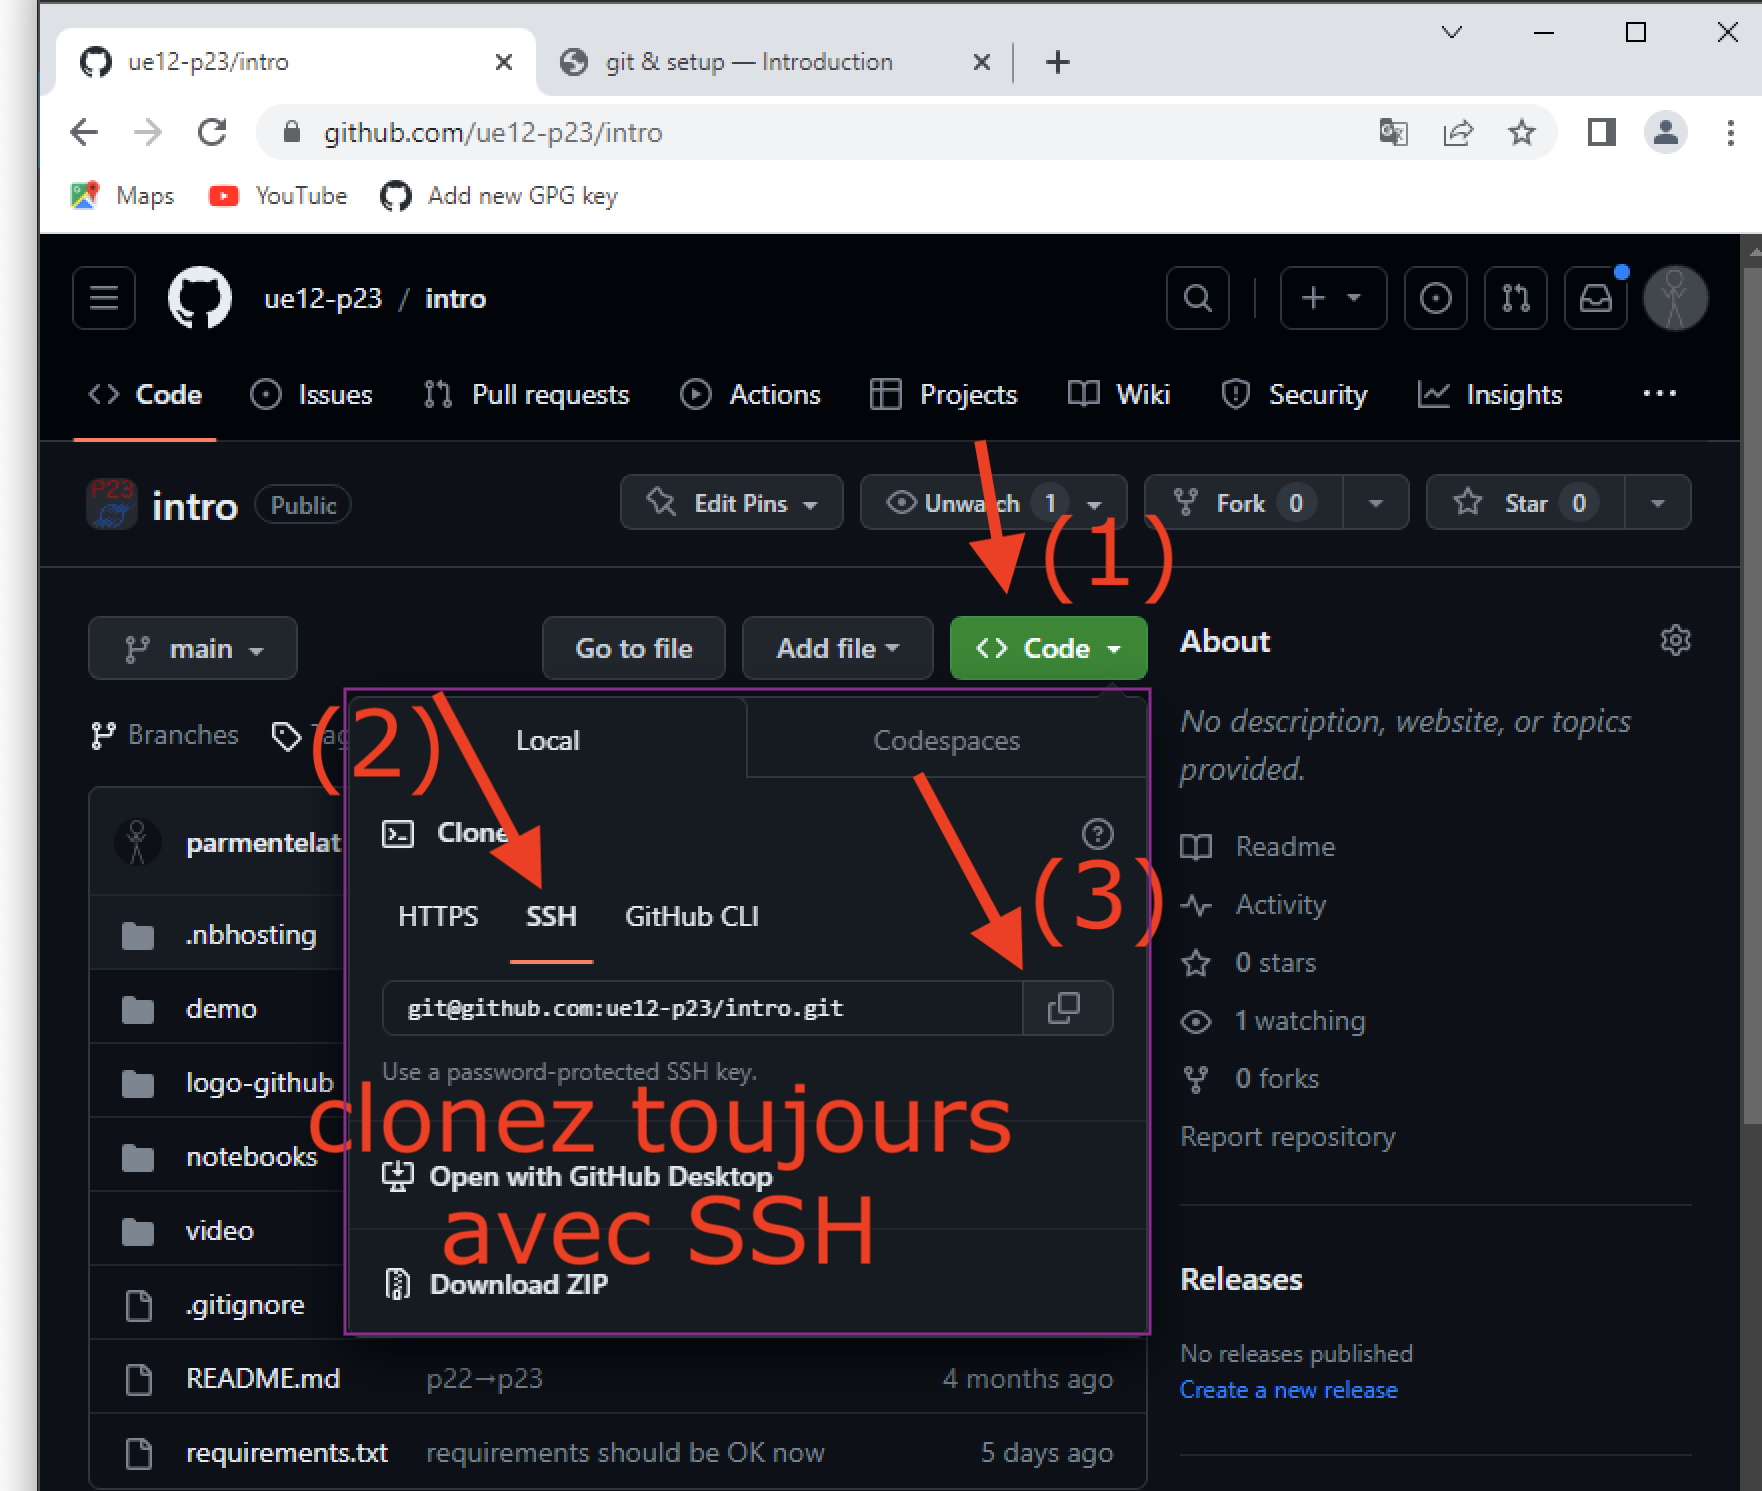 ue12-p23/intro
git & setup — Introduction
github.com/ue12-p23/intro
Maps YouTube Add new GPG key
ue12-p23 / intro
Code Issues Pull requests Actions Projects Wiki Security Insights
P23
intro Public Edit Pins Unwatch 1 Fork 0 Star 0
(1)
main Go to file Add file Code About
Branches
(2)
Local Codespaces
No description, website, or topics
provided.
parmentelat
Clone
Readme
(3)
HTTPS SSH GitHub CLI
Activity
.nbhosting
0 stars
demo
git@github.com:ue12-p23/intro.git
1 watching
Use a password-protected SSH key.
logo-github
0 forks
clonez toujours
Report repository
notebooks
Open with GitHub Desktop
avec SSH
video
Download ZIP
Releases
.gitignore
No releases published
README.md p22→p23 4 months ago
Create a new release
requirements.txt requirements should be OK now 5 days ago